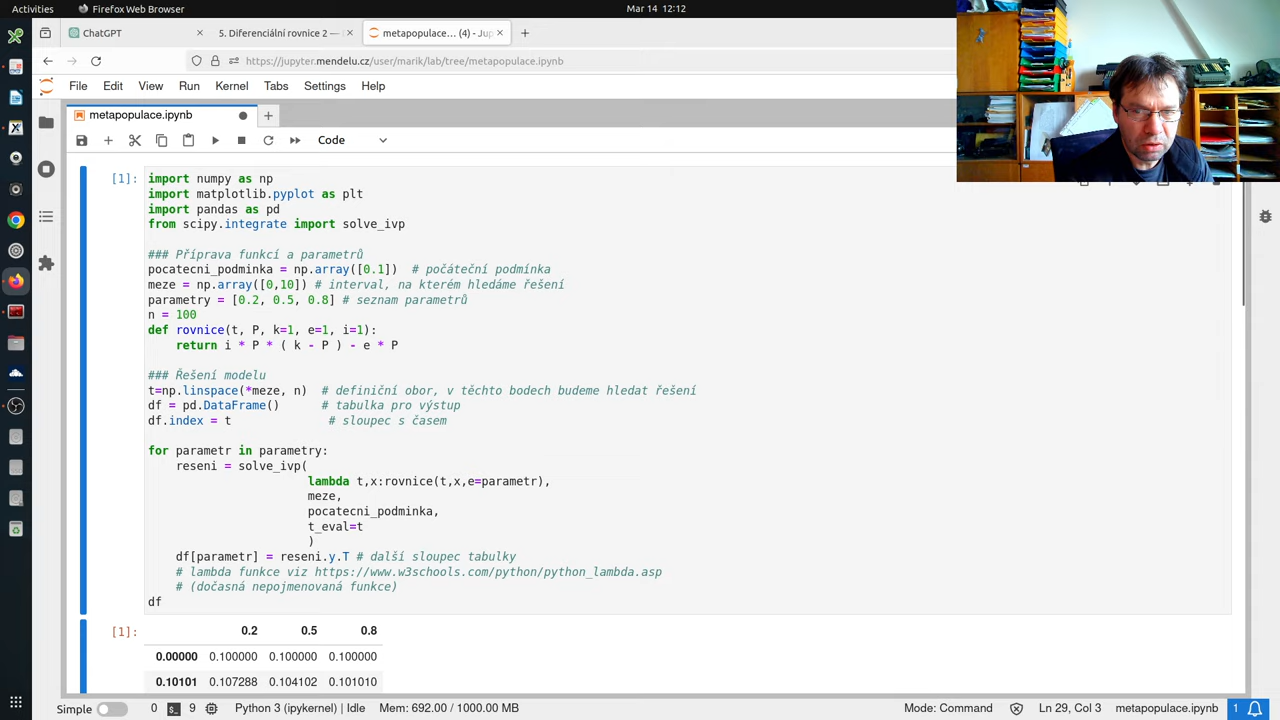 Activities
Firefox Web Browser
Mar 14 12:12
ChatGPT
5. Diferenciální rovnice 2
metapopulace… (4) - Jup
https://jupyter.mendelu.cz/user/marik/lab/tree/metapopulace.ipynb
File Edit View Run Kernel Tabs Settings Help
metapopulace.ipynb
Code
[1]:
import numpy as np
import matplotlib.pyplot as plt
import pandas as pd
from scipy.integrate import solve_ivp
### Příprava funkcí a parametrů
pocatecni_podminka = np.array([0.1])  # počáteční podmínka
meze = np.array([0,10]) # interval, na kterém hledáme řešení
parametry = [0.2, 0.5, 0.8] # seznam parametrů
n = 100
def rovnice(t, P, k=1, e=1, i=1):
    return i * P * ( k - P ) - e * P
### Řešení modelu
t=np.linspace(*meze, n)  # definiční obor, v těchto bodech budeme hledat řešení
df = pd.DataFrame()      # tabulka pro výstup
df.index = t              # sloupec s časem
for parametr in parametry:
    reseni = solve_ivp(
                       lambda t,x:rovnice(t,x,e=parametr),
                       meze,
                       pocatecni_podminka,
                       t_eval=t
                       )
    df[parametr] = reseni.y.T # další sloupec tabulky
    # lambda funkce viz https://www.w3schools.com/python/python_lambda.asp
    # (dočasná nepojmenovaná funkce)
df
[1]:
0.2 0.5 0.8
0.00000 0.100000 0.100000 0.100000
0.10101 0.107288 0.104102 0.101010
Simple 0 9 Python 3 (ipykernel) | Idle Mem: 692.00 / 1000.00 MB Mode: Command Ln 29, Col 3 metapopulace.ipynb 1